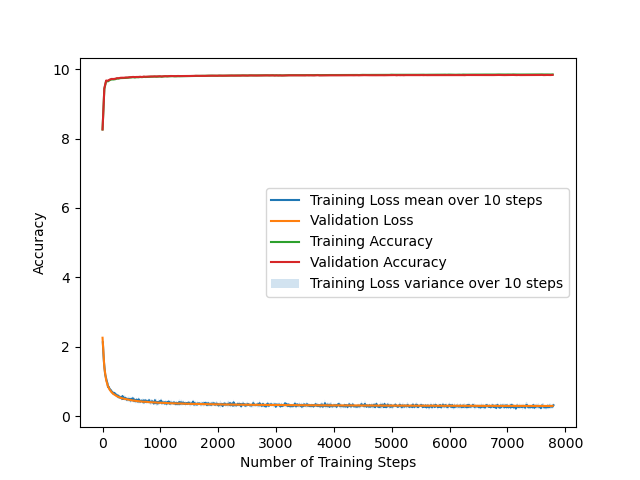 10
8
6
4
2
0
Accuracy
Training Loss mean over 10 steps
Validation Loss
Training Accuracy
Validation Accuracy
Training Loss variance over 10 steps
0 1000 2000 3000 4000 5000 6000 7000 8000
Number of Training Steps